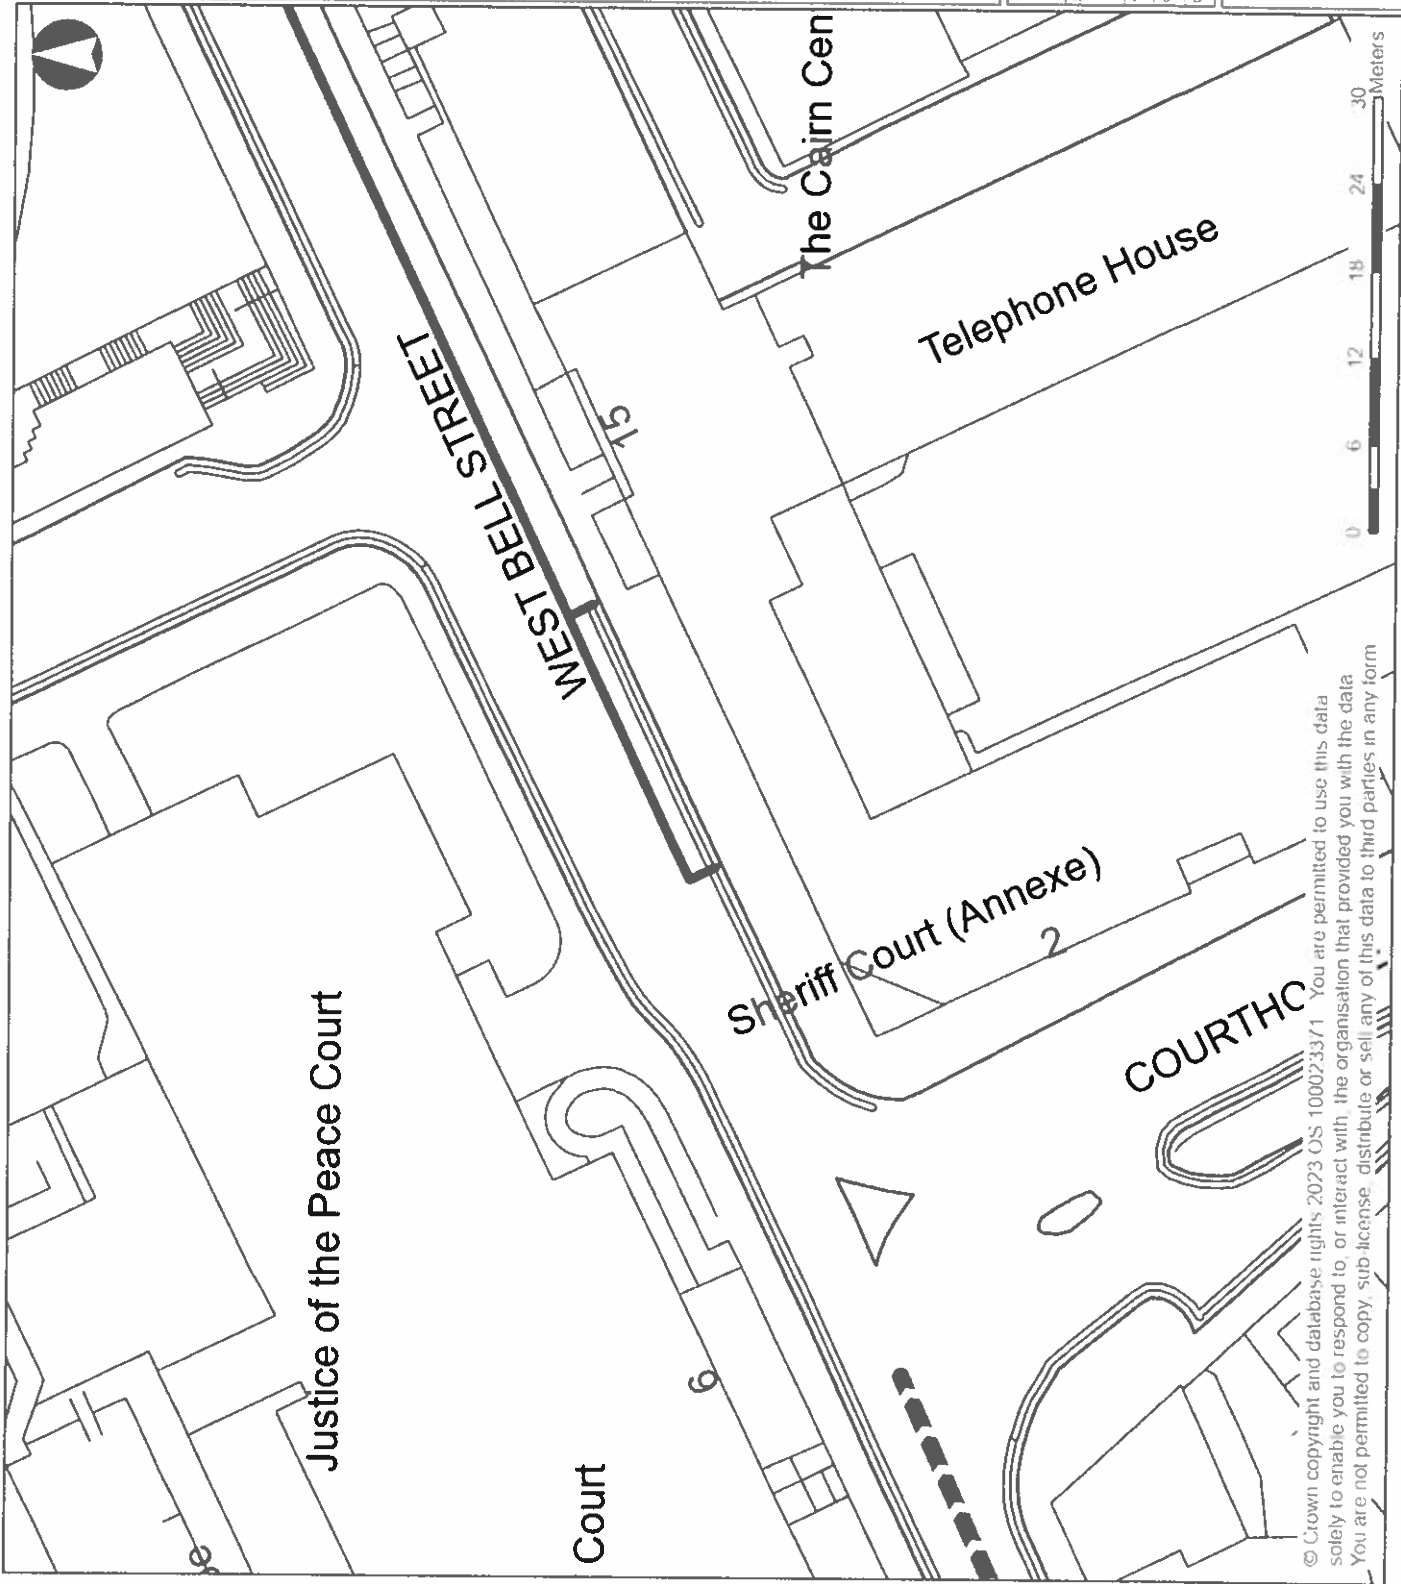 The Cairn Cen
WEST BELL STREET
15
Telephone House
Justice of the Peace Court
Sheriff Court (Annexe)
2
Court
9
COURTHO
e
0 6 12 18 24 30
Meters
© Crown copyright and database rights 2023 OS 100023371 You are permitted to use this data
solely to enable you to respond to, or interact with, the organisation that provided you with the data
You are not permitted to copy, sub-license, distribute or sell any of this data to third parties in any form